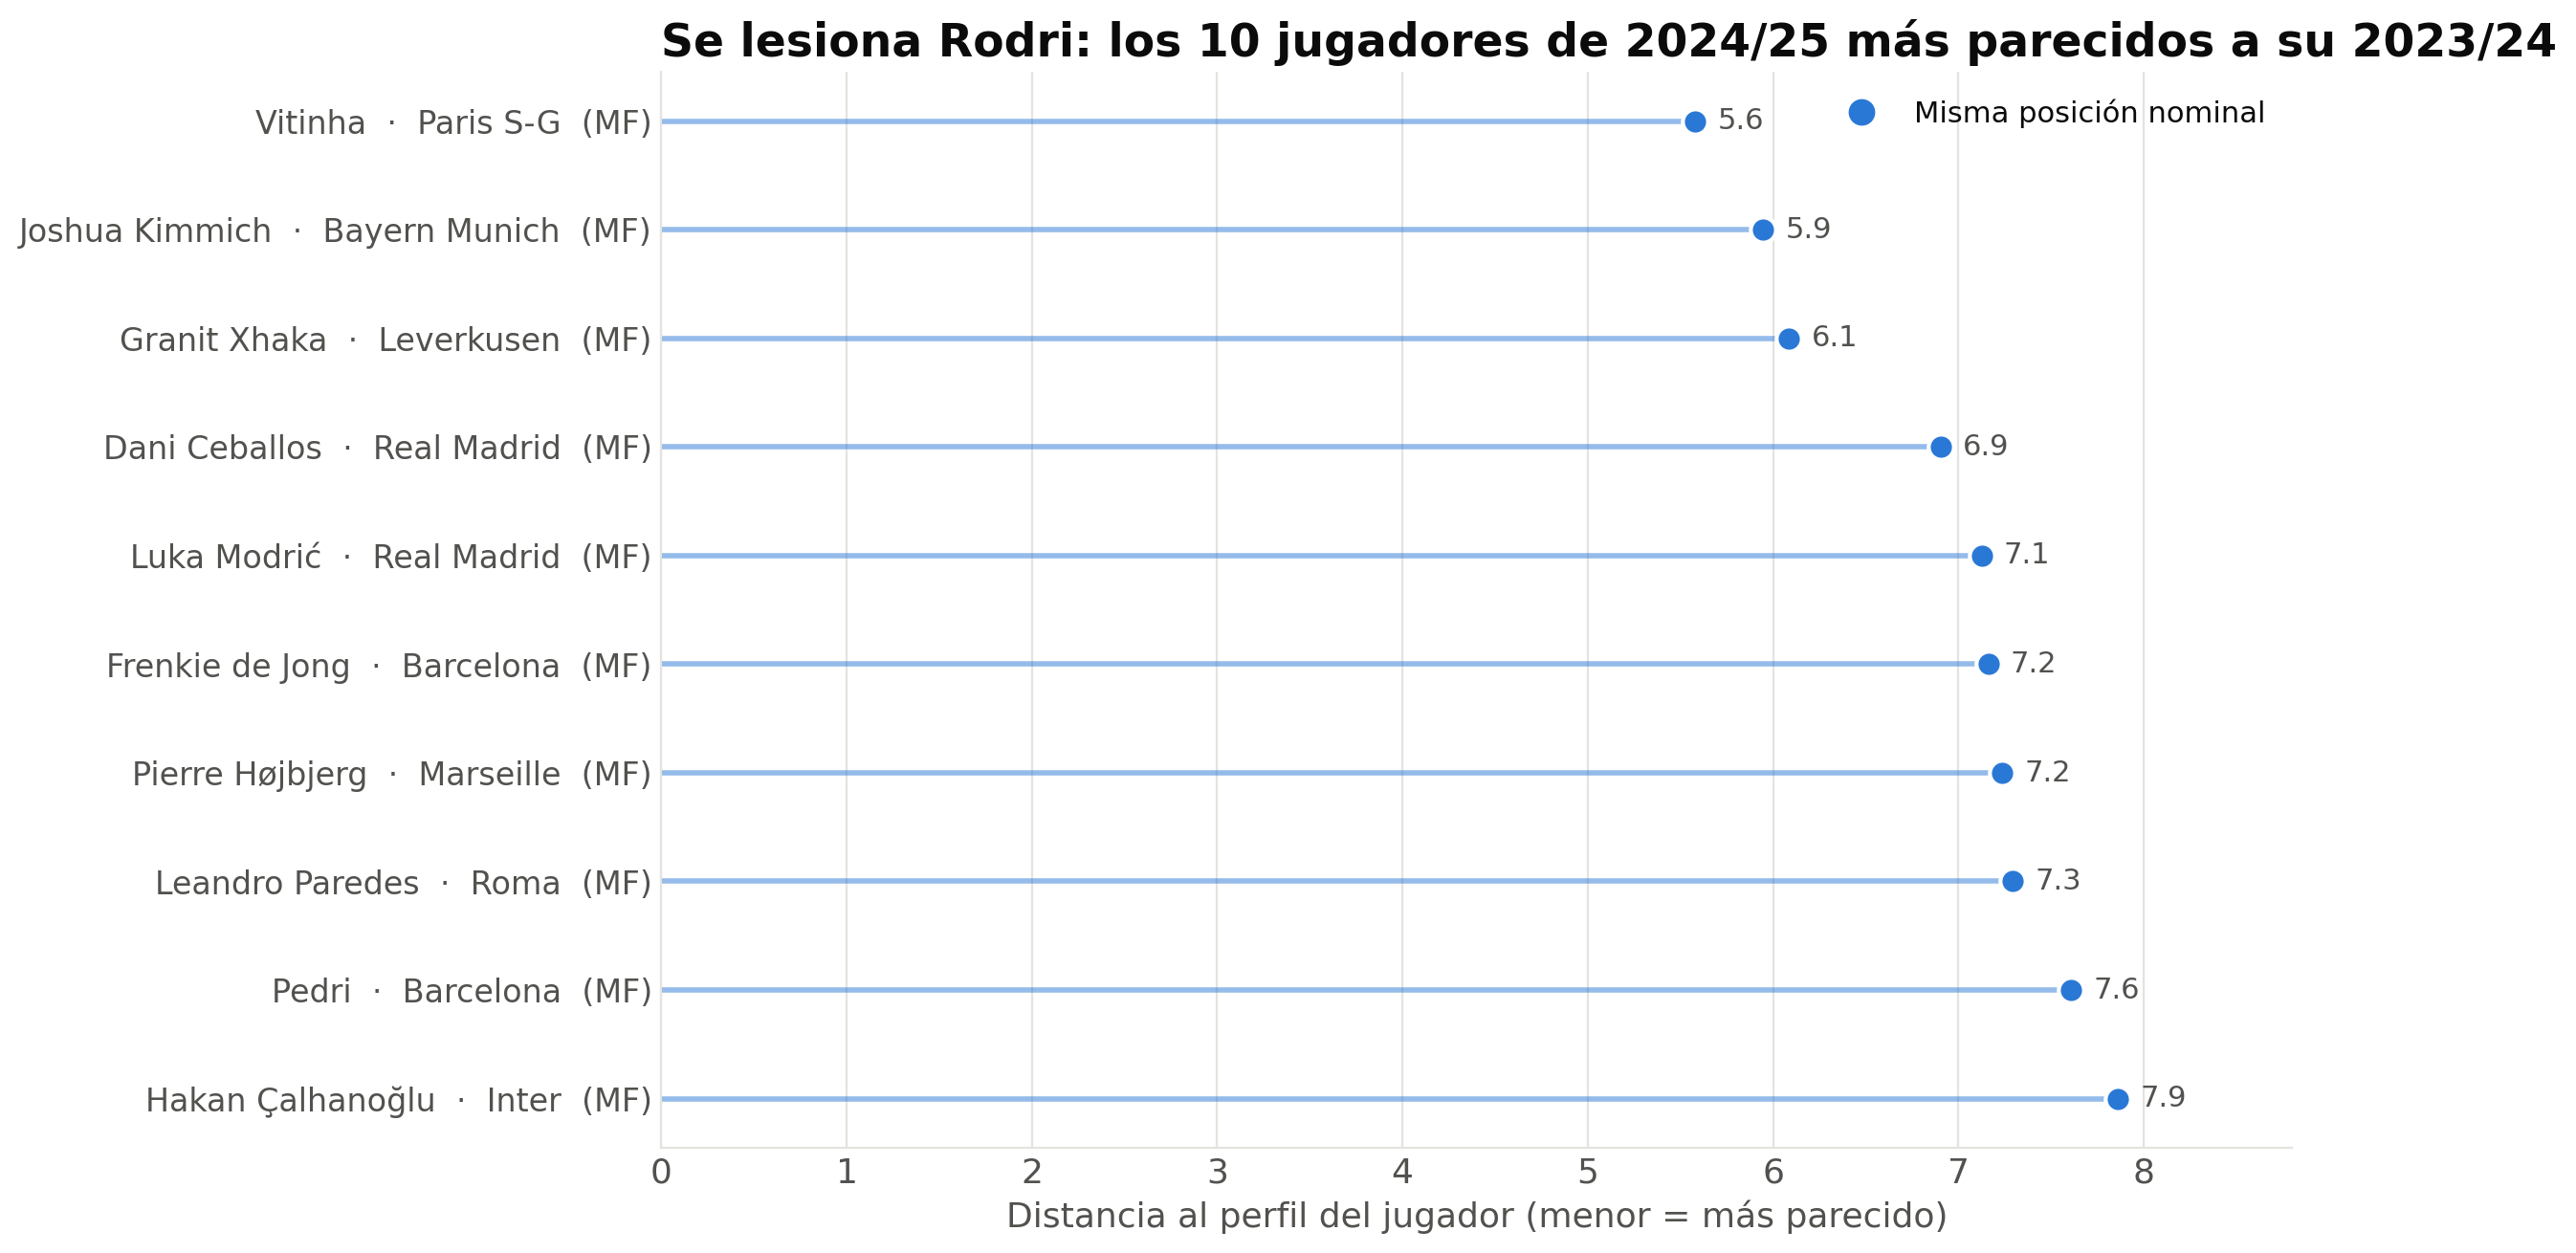 Se lesiona Rodri: los 10 jugadores de 2024/25 más parecidos a su 2023/24
Misma posición nominal
Vitinha · Paris S-G (MF) 5.6
Joshua Kimmich · Bayern Munich (MF) 5.9
Granit Xhaka · Leverkusen (MF) 6.1
Dani Ceballos · Real Madrid (MF) 6.9
Luka Modrić · Real Madrid (MF) 7.1
Frenkie de Jong · Barcelona (MF) 7.2
Pierre Højbjerg · Marseille (MF) 7.2
Leandro Paredes · Roma (MF) 7.3
Pedri · Barcelona (MF) 7.6
Hakan Çalhanoğlu · Inter (MF) 7.9
0 1 2 3 4 5 6 7 8
Distancia al perfil del jugador (menor = más parecido)